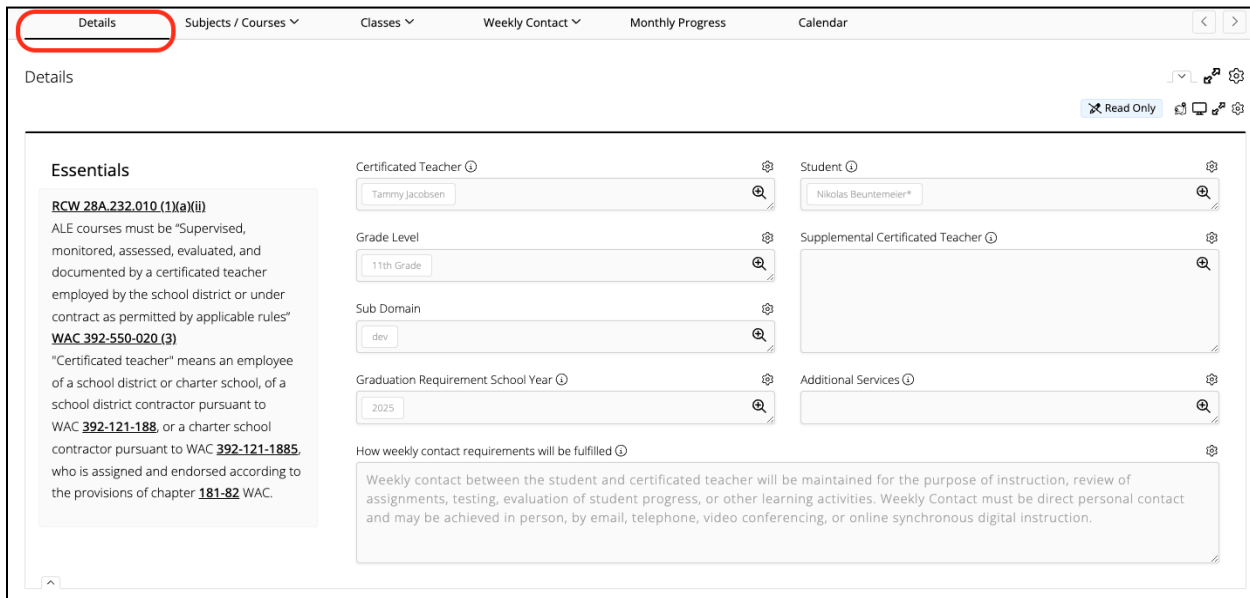 Details Subjects / Courses Classes Weekly Contact Monthly Progress Calendar
Details
Read Only
Essentials
RCW 28A.232.010 (1)(a)(ii)
ALE courses must be “Supervised,
monitored, assessed, evaluated, and
documented by a certificated teacher
employed by the school district or under
contract as permitted by applicable rules”
WAC 392-550-020 (3)
"Certificated teacher" means an employee
of a school district or charter school, of a
school district contractor pursuant to
WAC 392-121-188, or a charter school
contractor pursuant to WAC 392-121-1885,
who is assigned and endorsed according to
the provisions of chapter 181-82 WAC.
Certificated Teacher
Tammy Jacobsen
Student
Nikolas Beuntemeier*
Grade Level
11th Grade
Supplemental Certificated Teacher
Sub Domain
dev
Graduation Requirement School Year
2025
Additional Services
How weekly contact requirements will be fulfilled
Weekly contact between the student and certificated teacher will be maintained for the purpose of instruction, review of
assignments, testing, evaluation of student progress, or other learning activities. Weekly Contact must be direct personal contact
and may be achieved in person, by email, telephone, video conferencing, or online synchronous digital instruction.